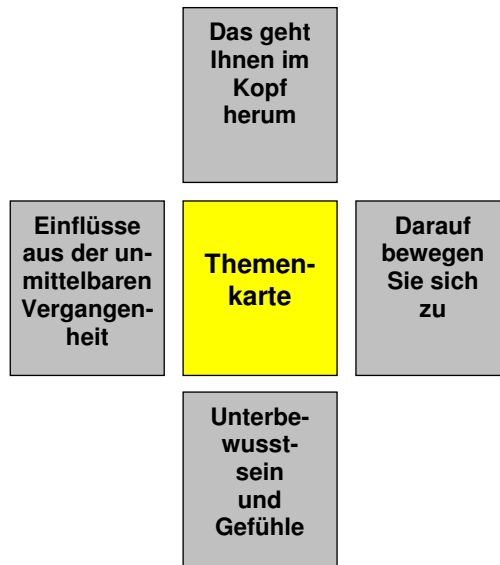 Das geht
Ihnen im
Kopf
herum
Einflüsse
aus der un-
mittelbaren
Vergangen-
heit
Themen-
karte
Darauf
bewegen
Sie sich
zu
Unterbe-
wusst-
sein
und
Gefühle